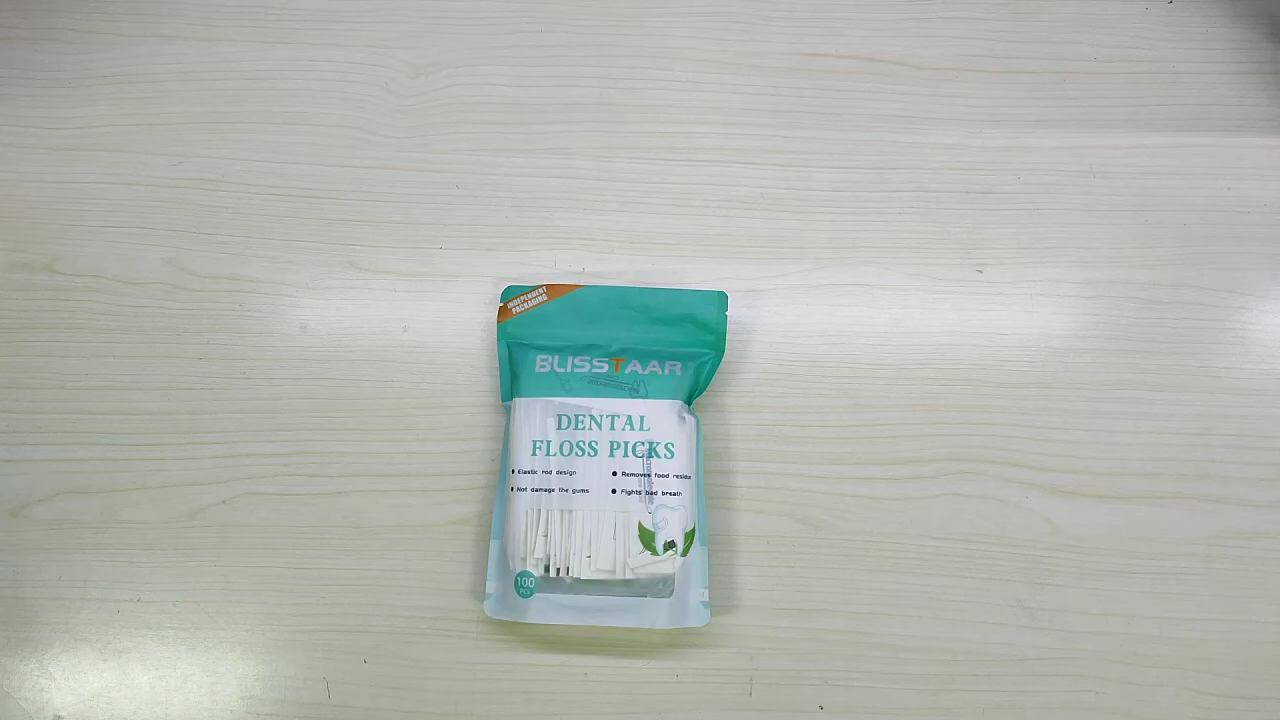 INDEPENDENT
PACKAGING
BLISSTAAR
DENTAL
FLOSS PICKS
Elastic rod design
Removes food residue
Not damage the gums
Fights bad breath
100
PCS